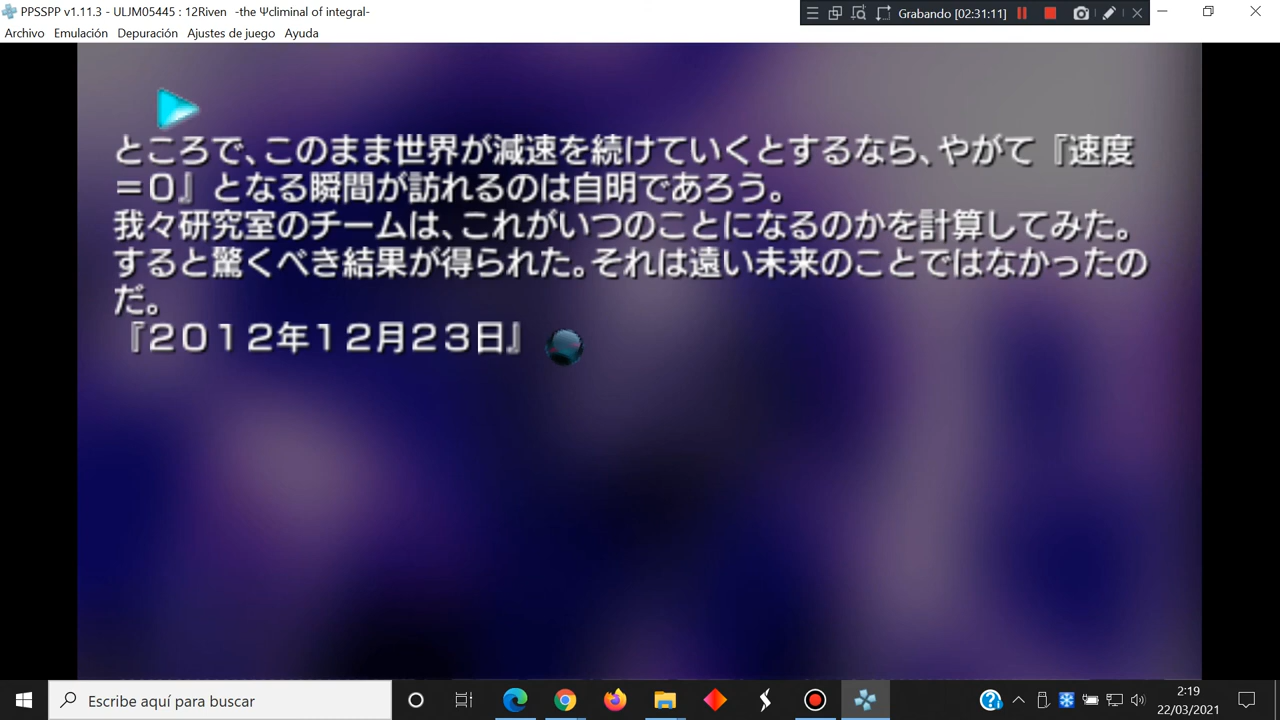 PPSSPP v1.11.3 - ULJM05445 : 12Riven -the Ψcliminal of integral-
Grabando [02:31:11]
Archivo Emulación Depuración Ajustes de juego Ayuda
ところで、このまま世界が減速を続けていくとするなら、やがて『速度
＝０』となる瞬間が訪れるのは自明であろう。
我々研究室のチームは、これがいつのことになるのかを計算してみた。
すると驚くべき結果が得られた。それは遠い未来のことではなかったの
だ。
『２０１２年１２月２３日』
Escribe aquí para buscar
2:19
22/03/2021